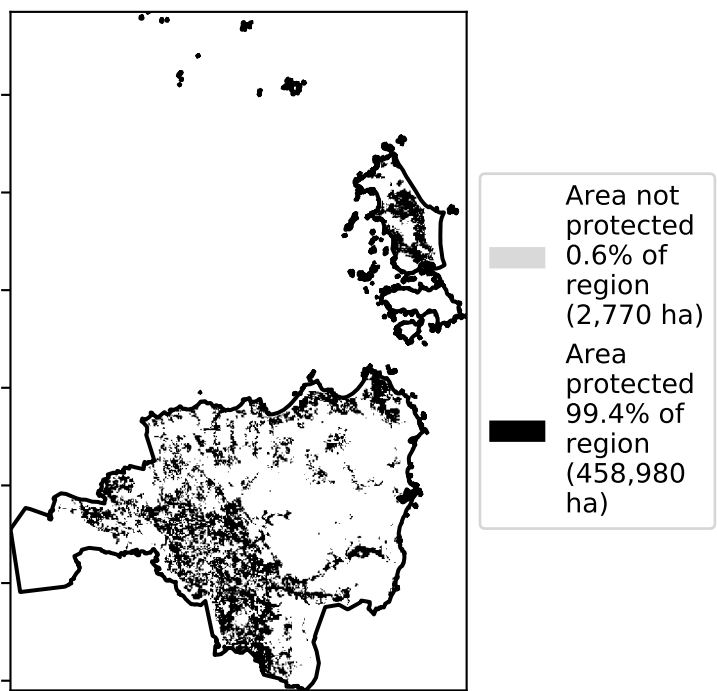 Area not
protected
0.6% of
region
(2,770 ha)
Area
protected
99.4% of
region
(458,980
ha)